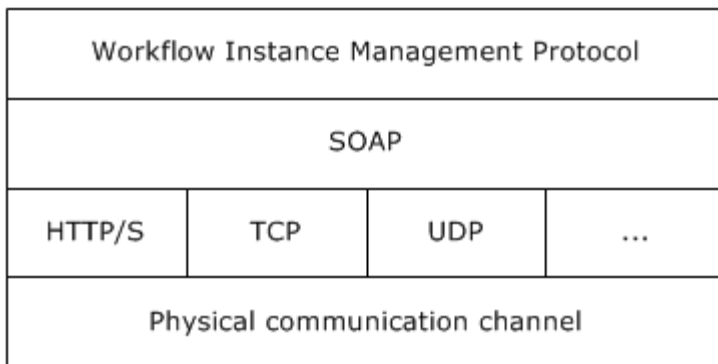 Workflow Instance Management Protocol
SOAP
HTTP/S TCP UDP ...
Physical communication channel